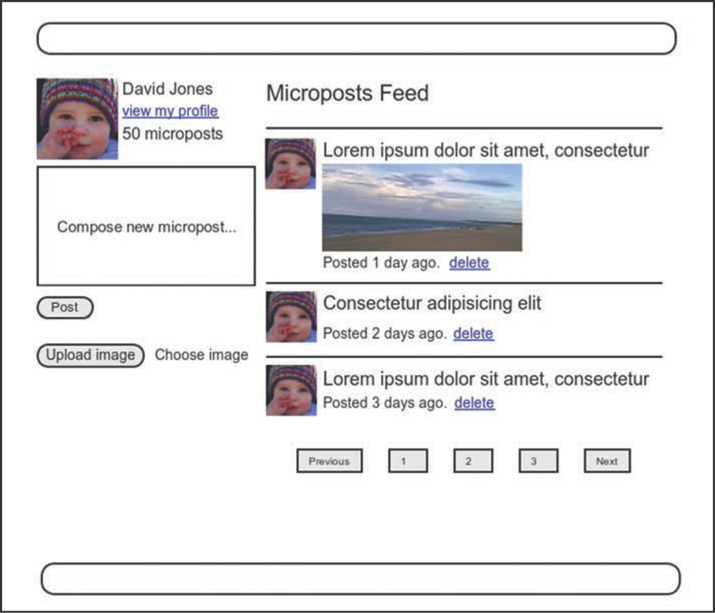 David Jones
view my profile
50 microposts
Compose new micropost...
Post
Upload image Choose image
Microposts Feed
Lorem ipsum dolor sit amet, consectetur
Posted 1 day ago. delete
Consectetur adipisicing elit
Posted 2 days ago. delete
Lorem ipsum dolor sit amet, consectetur
Posted 3 days ago. delete
Previous 1 2 3 Next